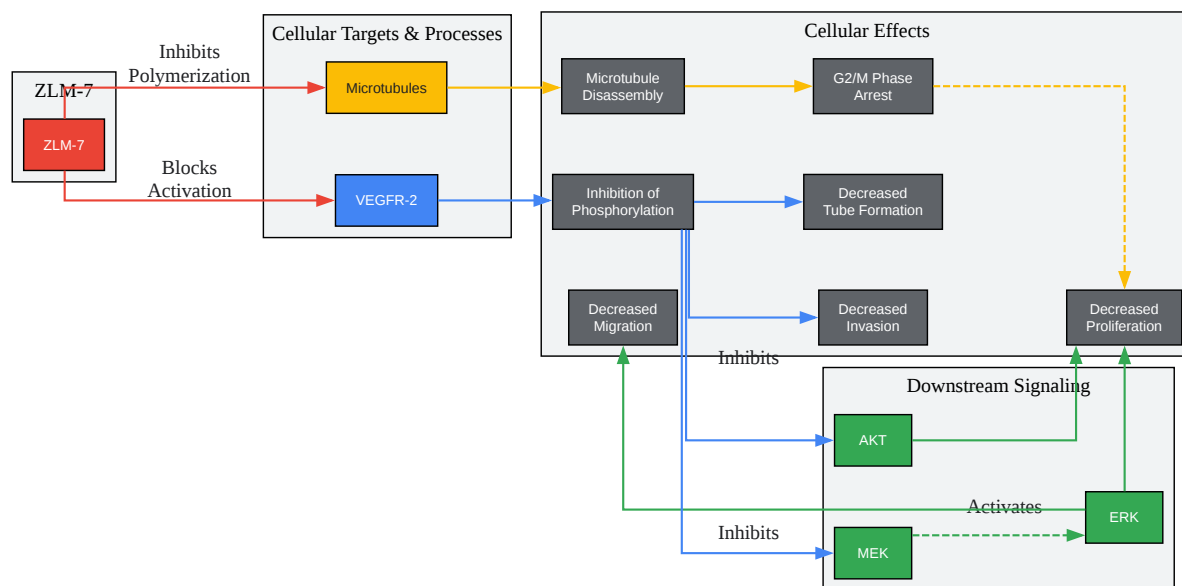 Cellular Targets & Processes
Cellular Effects
Inhibits
Polymerization
ZLM-7
ZLM-7
Microtubules
Microtubule
Disassembly
G2/M Phase
Arrest
Blocks
Activation
VEGFR-2
Inhibition of
Phosphorylation
Decreased
Tube Formation
Decreased
Migration
Decreased
Invasion
Decreased
Proliferation
Inhibits
Downstream Signaling
AKT
Activates
ERK
Inhibits
MEK